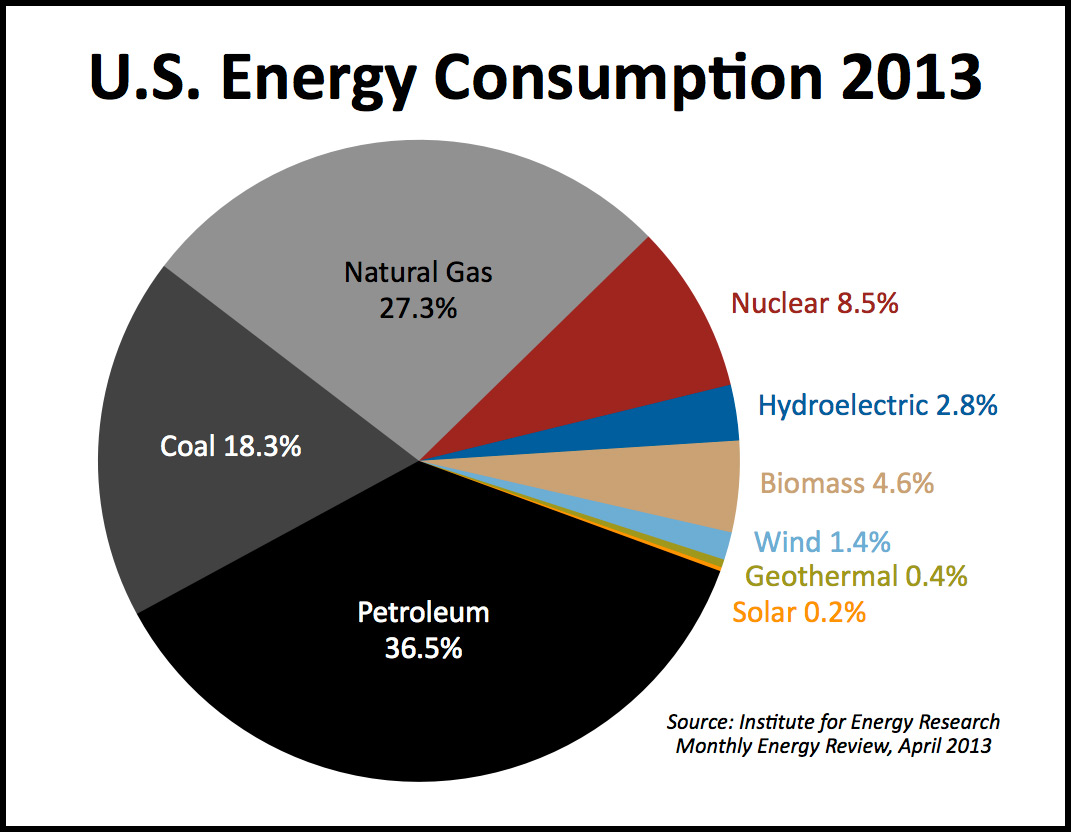 U.S. Energy Consumption 2013
Natural Gas
27.3%
Nuclear 8.5%
Hydroelectric 2.8%
Coal 18.3%
Biomass 4.6%
Wind 1.4%
Geothermal 0.4%
Solar 0.2%
Petroleum
36.5%
Source: Institute for Energy Research
Monthly Energy Review, April 2013